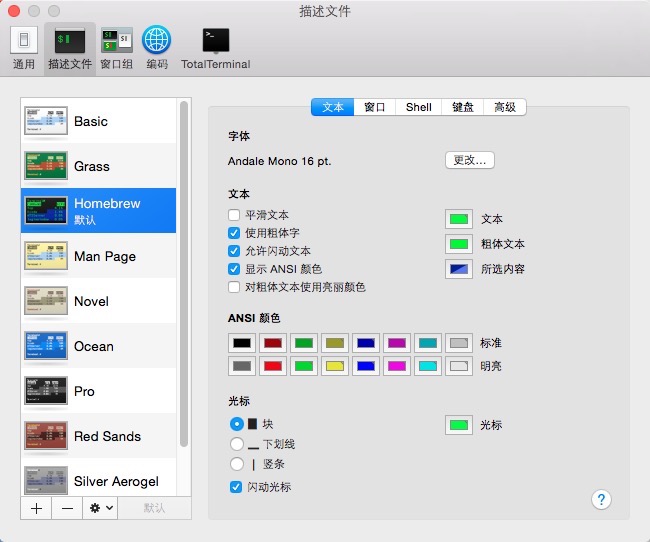 描述文件
通用
描述文件
窗口组
编码
TotalTerminal
Basic
Grass
Homebrew
默认
Man Page
Novel
Ocean
Pro
Red Sands
Silver Aerogel
默认
文本 窗口 Shell 键盘 高级
字体
Andale Mono 16 pt. 更改...
文本
平滑文本 文本
使用粗体字 粗体文本
允许闪动文本
显示 ANSI 颜色 所选内容
对粗体文本使用亮丽颜色
ANSI 颜色
标准
明亮
光标
块 光标
下划线
竖条
闪动光标
?